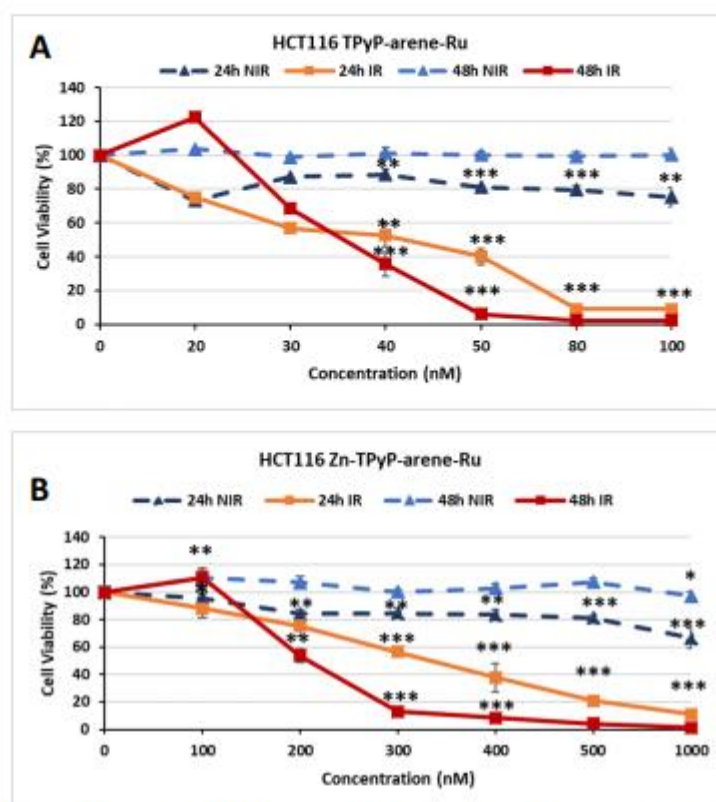 A
HCT116 TPyP-arene-Ru
24h NIR 24h IR 48h NIR 48h IR
140
120
100
80
60
40
20
0
Cell Viability (%)
** *** *** **
** *** *** ***
*** ***
0 20 30 40 50 80 100
Concentration (nM)
B
HCT116 Zn-TPyP-arene-Ru
24h NIR 24h IR 48h NIR 48h IR
140
120
100
80
60
40
20
0
Cell Viability (%)
** *
* ** ** ** *** ***
** *** *** *** ***
*** ***
0 100 200 300 400 500 1000
Concentration (nM)